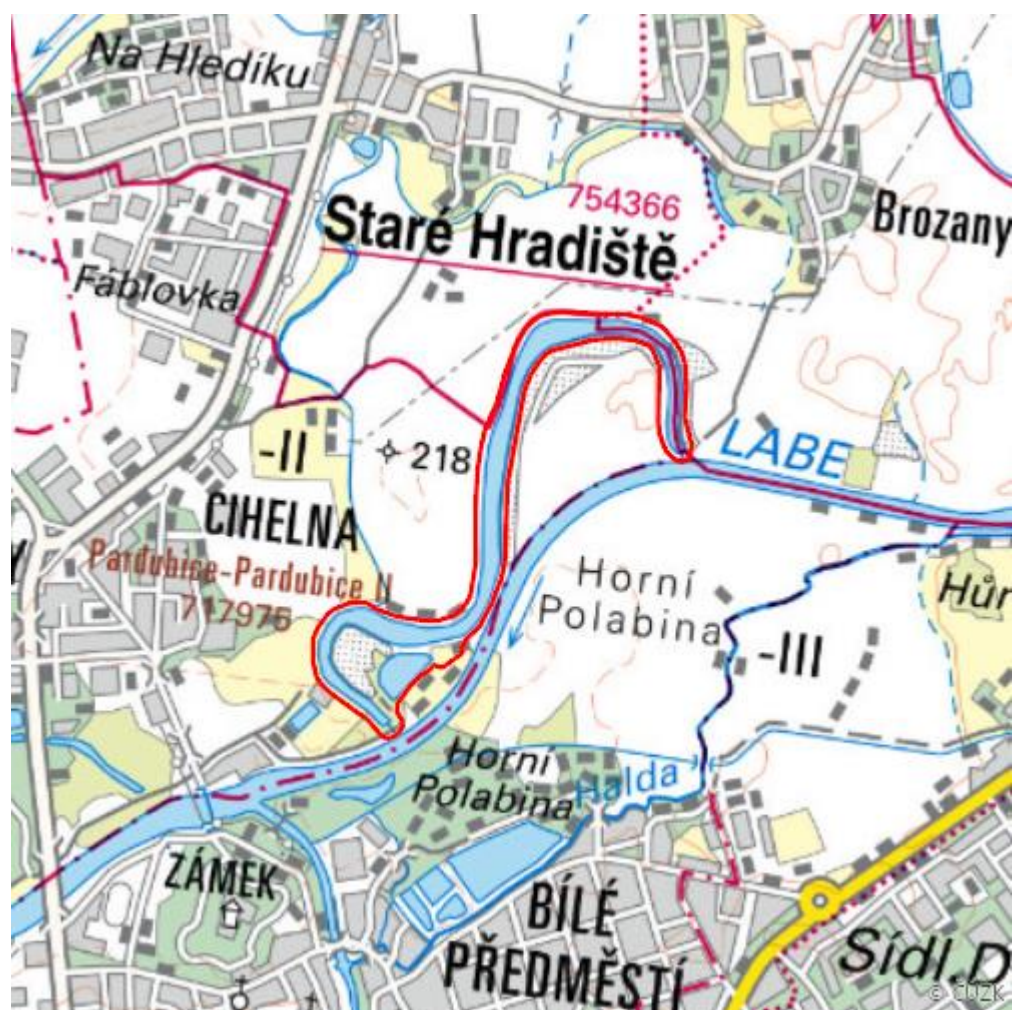 Na Hledíku
754366
Staré Hradiště
Brozany
Fáblovka
218
LABE
-II
CIHELNA
Pardubice-Pardubice II
717975
Horní
Polabina
Hůr
-III
Horní
Polabina
Halda
ZÁMEK
BÍLÉ
PŘEDMĚSTÍ
Sídl.D
© ČÚZK